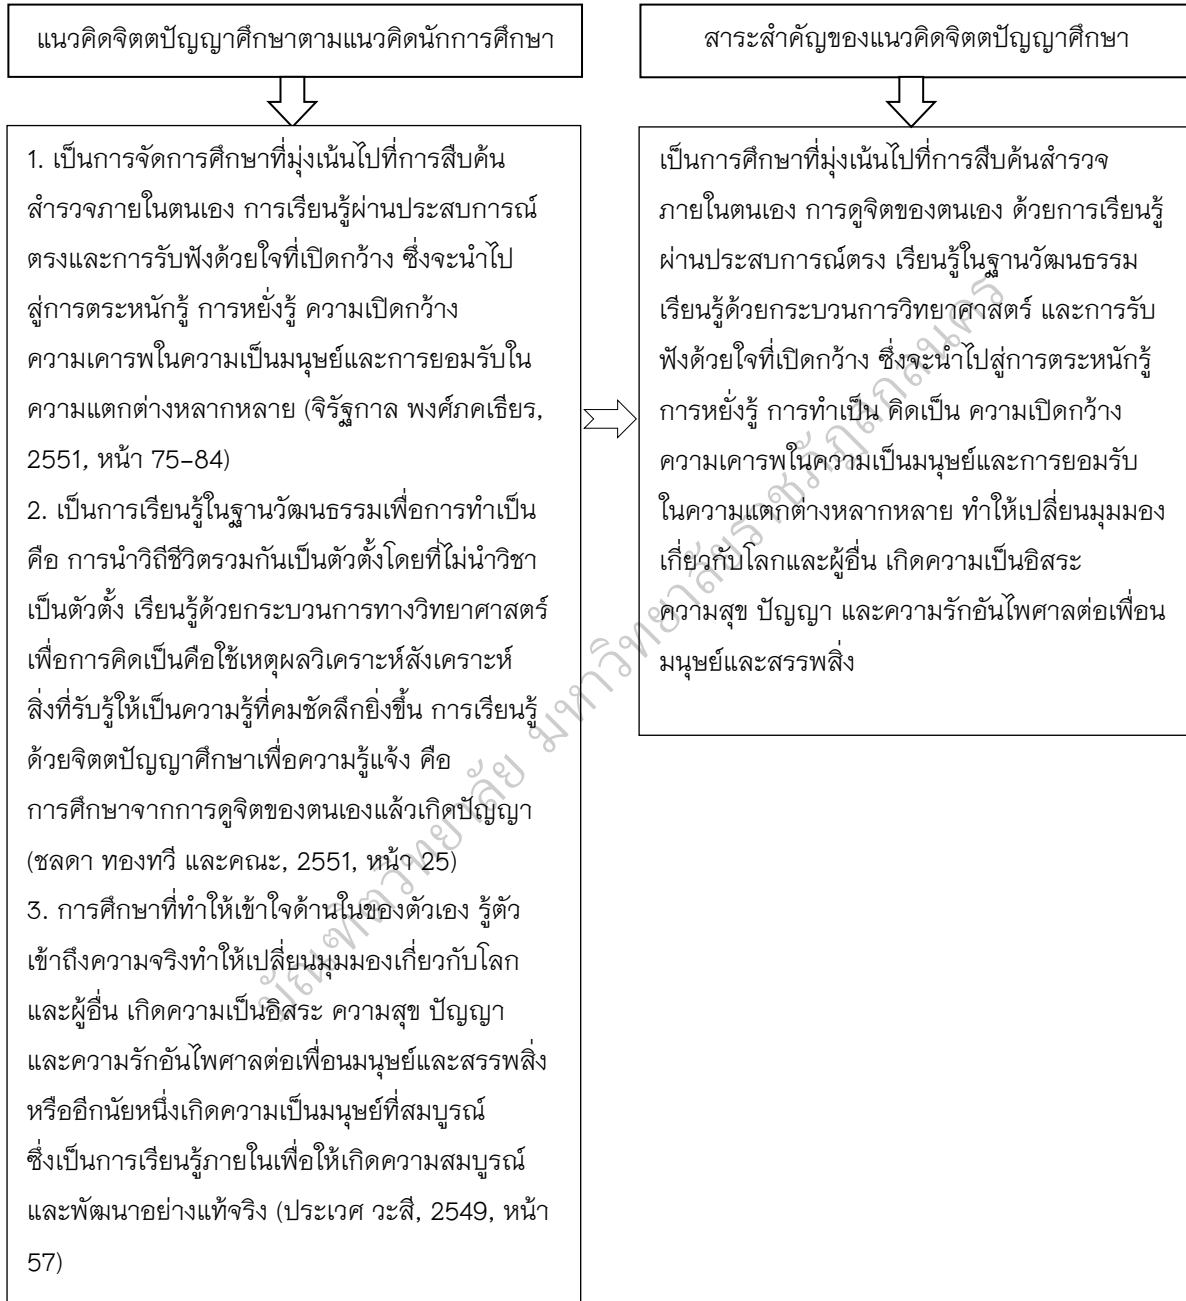 แนวคิดจิตตปัญญาศึกษาตามแนวคิดนักการศึกษา
1. เป็นการจัดการศึกษาที่มุ่งเน้นไปที่การสืบค้น
สำรวจภายในตนเอง การเรียนรู้ผ่านประสบการณ์
ตรงและการรับฟังด้วยใจที่เปิดกว้าง ซึ่งจะนำไป
สู่การตระหนักรู้ การหยั่งรู้ ความเปิดกว้าง
ความเคารพในความเป็นมนุษย์และการยอมรับใน
ความแตกต่างหลากหลาย (จิรัฐกาล พงศ์ภคเธียร,
2551, หน้า 75-84)
2. เป็นการเรียนรู้ในฐานวัฒนธรรมเพื่อการทำเป็น
คือ การนำวิถีชีวิตรวมกันเป็นตัวตั้งโดยที่ไม่นำวิชา
เป็นตัวตั้ง เรียนรู้ด้วยกระบวนการทางวิทยาศาสตร์
เพื่อการคิดเป็นคือใช้เหตุผลวิเคราะห์สังเคราะห์
สิ่งที่รับรู้ให้เป็นความรู้ที่คมชัดลึกยิ่งขึ้น การเรียนรู้
ด้วยจิตตปัญญาศึกษาเพื่อความรู้แจ้ง คือ
การศึกษาจากการดูจิตของตนเองแล้วเกิดปัญญา
(ชลดา ทองทวี และคณะ, 2551, หน้า 25)
3. การศึกษาที่ทำให้เข้าใจด้านในของตัวเอง รู้ตัว
เข้าถึงความจริงทำให้เปลี่ยนมุมมองเกี่ยวกับโลก
และผู้อื่น เกิดความเป็นอิสระ ความสุข ปัญญา
และความรักอันไพศาลต่อเพื่อนมนุษย์และสรรพสิ่ง
หรืออีกนัยหนึ่งเกิดความเป็นมนุษย์ที่สมบูรณ์
ซึ่งเป็นการเรียนรู้ภายในเพื่อให้เกิดความสมบูรณ์
และพัฒนาอย่างแท้จริง (ประเวศ วะสี, 2549, หน้า
57)
สาระสำคัญของแนวคิดจิตตปัญญาศึกษา
เป็นการศึกษาที่มุ่งเน้นไปที่การสืบค้นสำรวจ
ภายในตนเอง การดูจิตของตนเอง ด้วยการเรียนรู้
ผ่านประสบการณ์ตรง เรียนรู้ในฐานวัฒนธรรม
เรียนรู้ด้วยกระบวนการวิทยาศาสตร์ และการรับ
ฟังด้วยใจที่เปิดกว้าง ซึ่งจะนำไปสู่การตระหนักรู้
การหยั่งรู้ การทำเป็น คิดเป็น ความเปิดกว้าง
ความเคารพในความเป็นมนุษย์และการยอมรับ
ในความแตกต่างหลากหลาย ทำให้เปลี่ยนมุมมอง
เกี่ยวกับโลกและผู้อื่น เกิดความเป็นอิสระ
ความสุข ปัญญา และความรักอันไพศาลต่อเพื่อน
มนุษย์และสรรพสิ่ง
บัณฑิตวิทยาลัย มหาวิทยาลัยราชภัฏสกลนคร